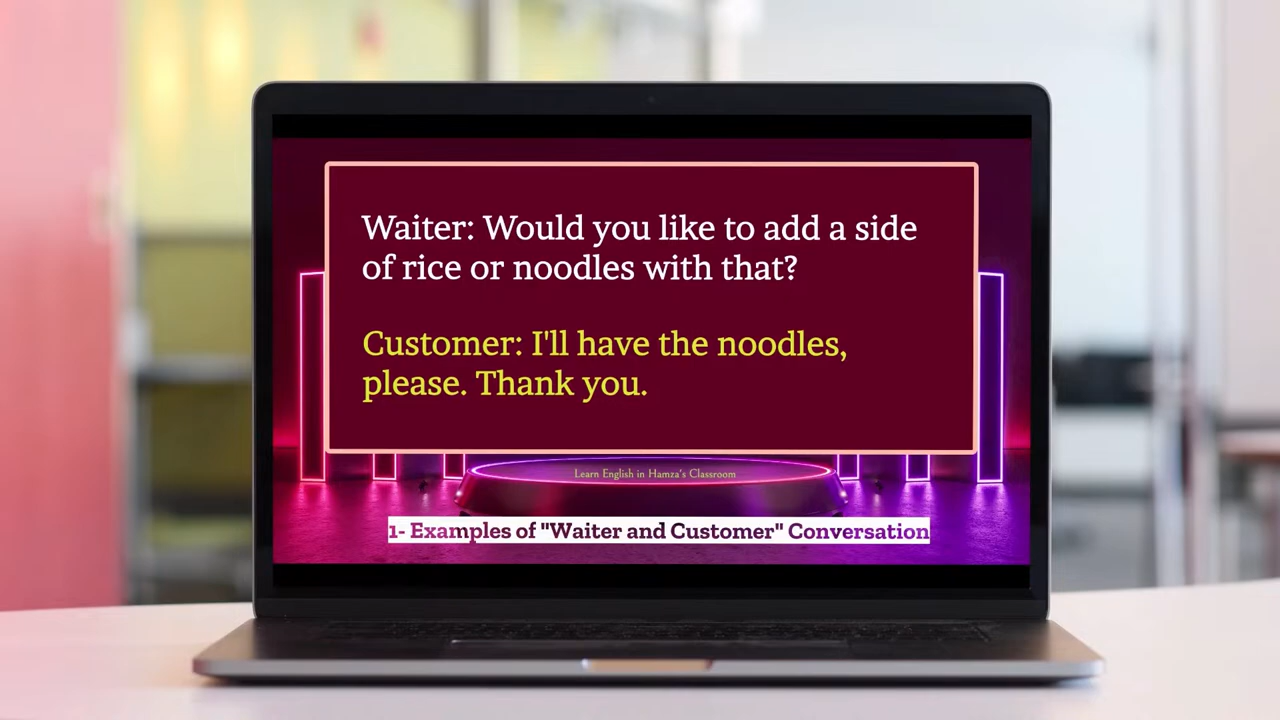 Waiter: Would you like to add a side
of rice or noodles with that?
Customer: I'll have the noodles,
please. Thank you.
Learn English in Hamza's Classroom
1- Examples of "Waiter and Customer" Conversation